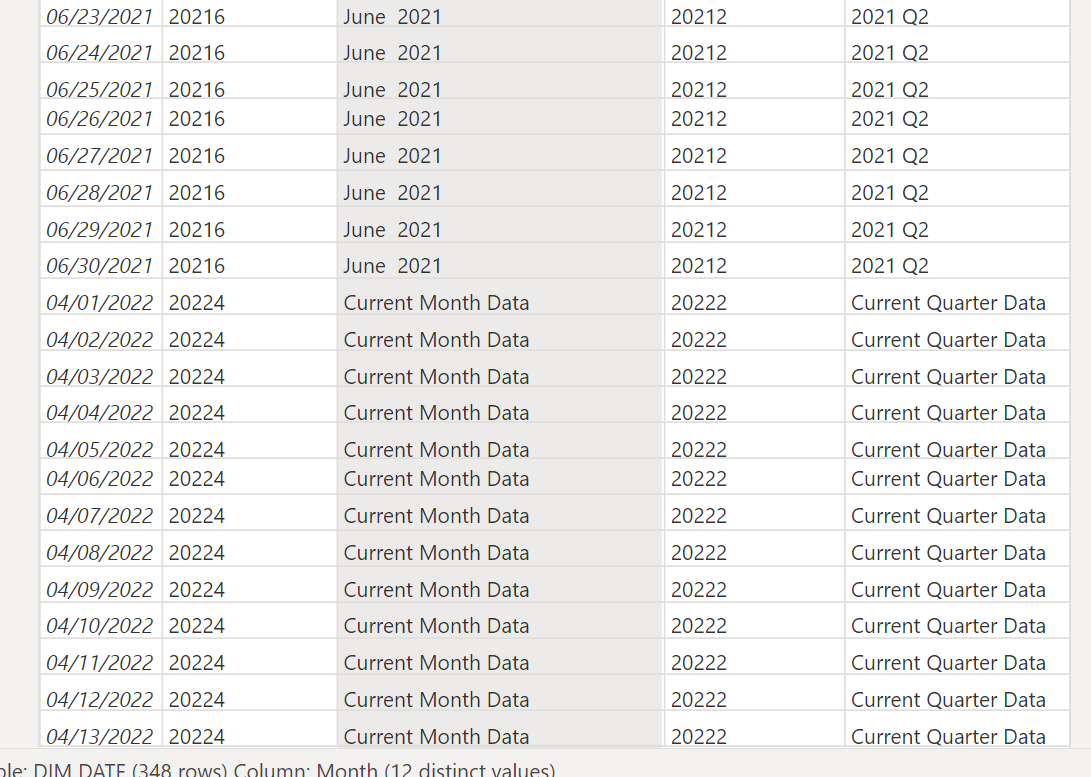 06/23/2021 20216 June 2021 20212 2021 Q2
06/24/2021 20216 June 2021 20212 2021 Q2
06/25/2021 20216 June 2021 20212 2021 Q2
06/26/2021 20216 June 2021 20212 2021 Q2
06/27/2021 20216 June 2021 20212 2021 Q2
06/28/2021 20216 June 2021 20212 2021 Q2
06/29/2021 20216 June 2021 20212 2021 Q2
06/30/2021 20216 June 2021 20212 2021 Q2
04/01/2022 20224 Current Month Data 20222 Current Quarter Data
04/02/2022 20224 Current Month Data 20222 Current Quarter Data
04/03/2022 20224 Current Month Data 20222 Current Quarter Data
04/04/2022 20224 Current Month Data 20222 Current Quarter Data
04/05/2022 20224 Current Month Data 20222 Current Quarter Data
04/06/2022 20224 Current Month Data 20222 Current Quarter Data
04/07/2022 20224 Current Month Data 20222 Current Quarter Data
04/08/2022 20224 Current Month Data 20222 Current Quarter Data
04/09/2022 20224 Current Month Data 20222 Current Quarter Data
04/10/2022 20224 Current Month Data 20222 Current Quarter Data
04/11/2022 20224 Current Month Data 20222 Current Quarter Data
04/12/2022 20224 Current Month Data 20222 Current Quarter Data
04/13/2022 20224 Current Month Data 20222 Current Quarter Data
ble: DIM DATE (348 rows) Column: Month (12 distinct values)